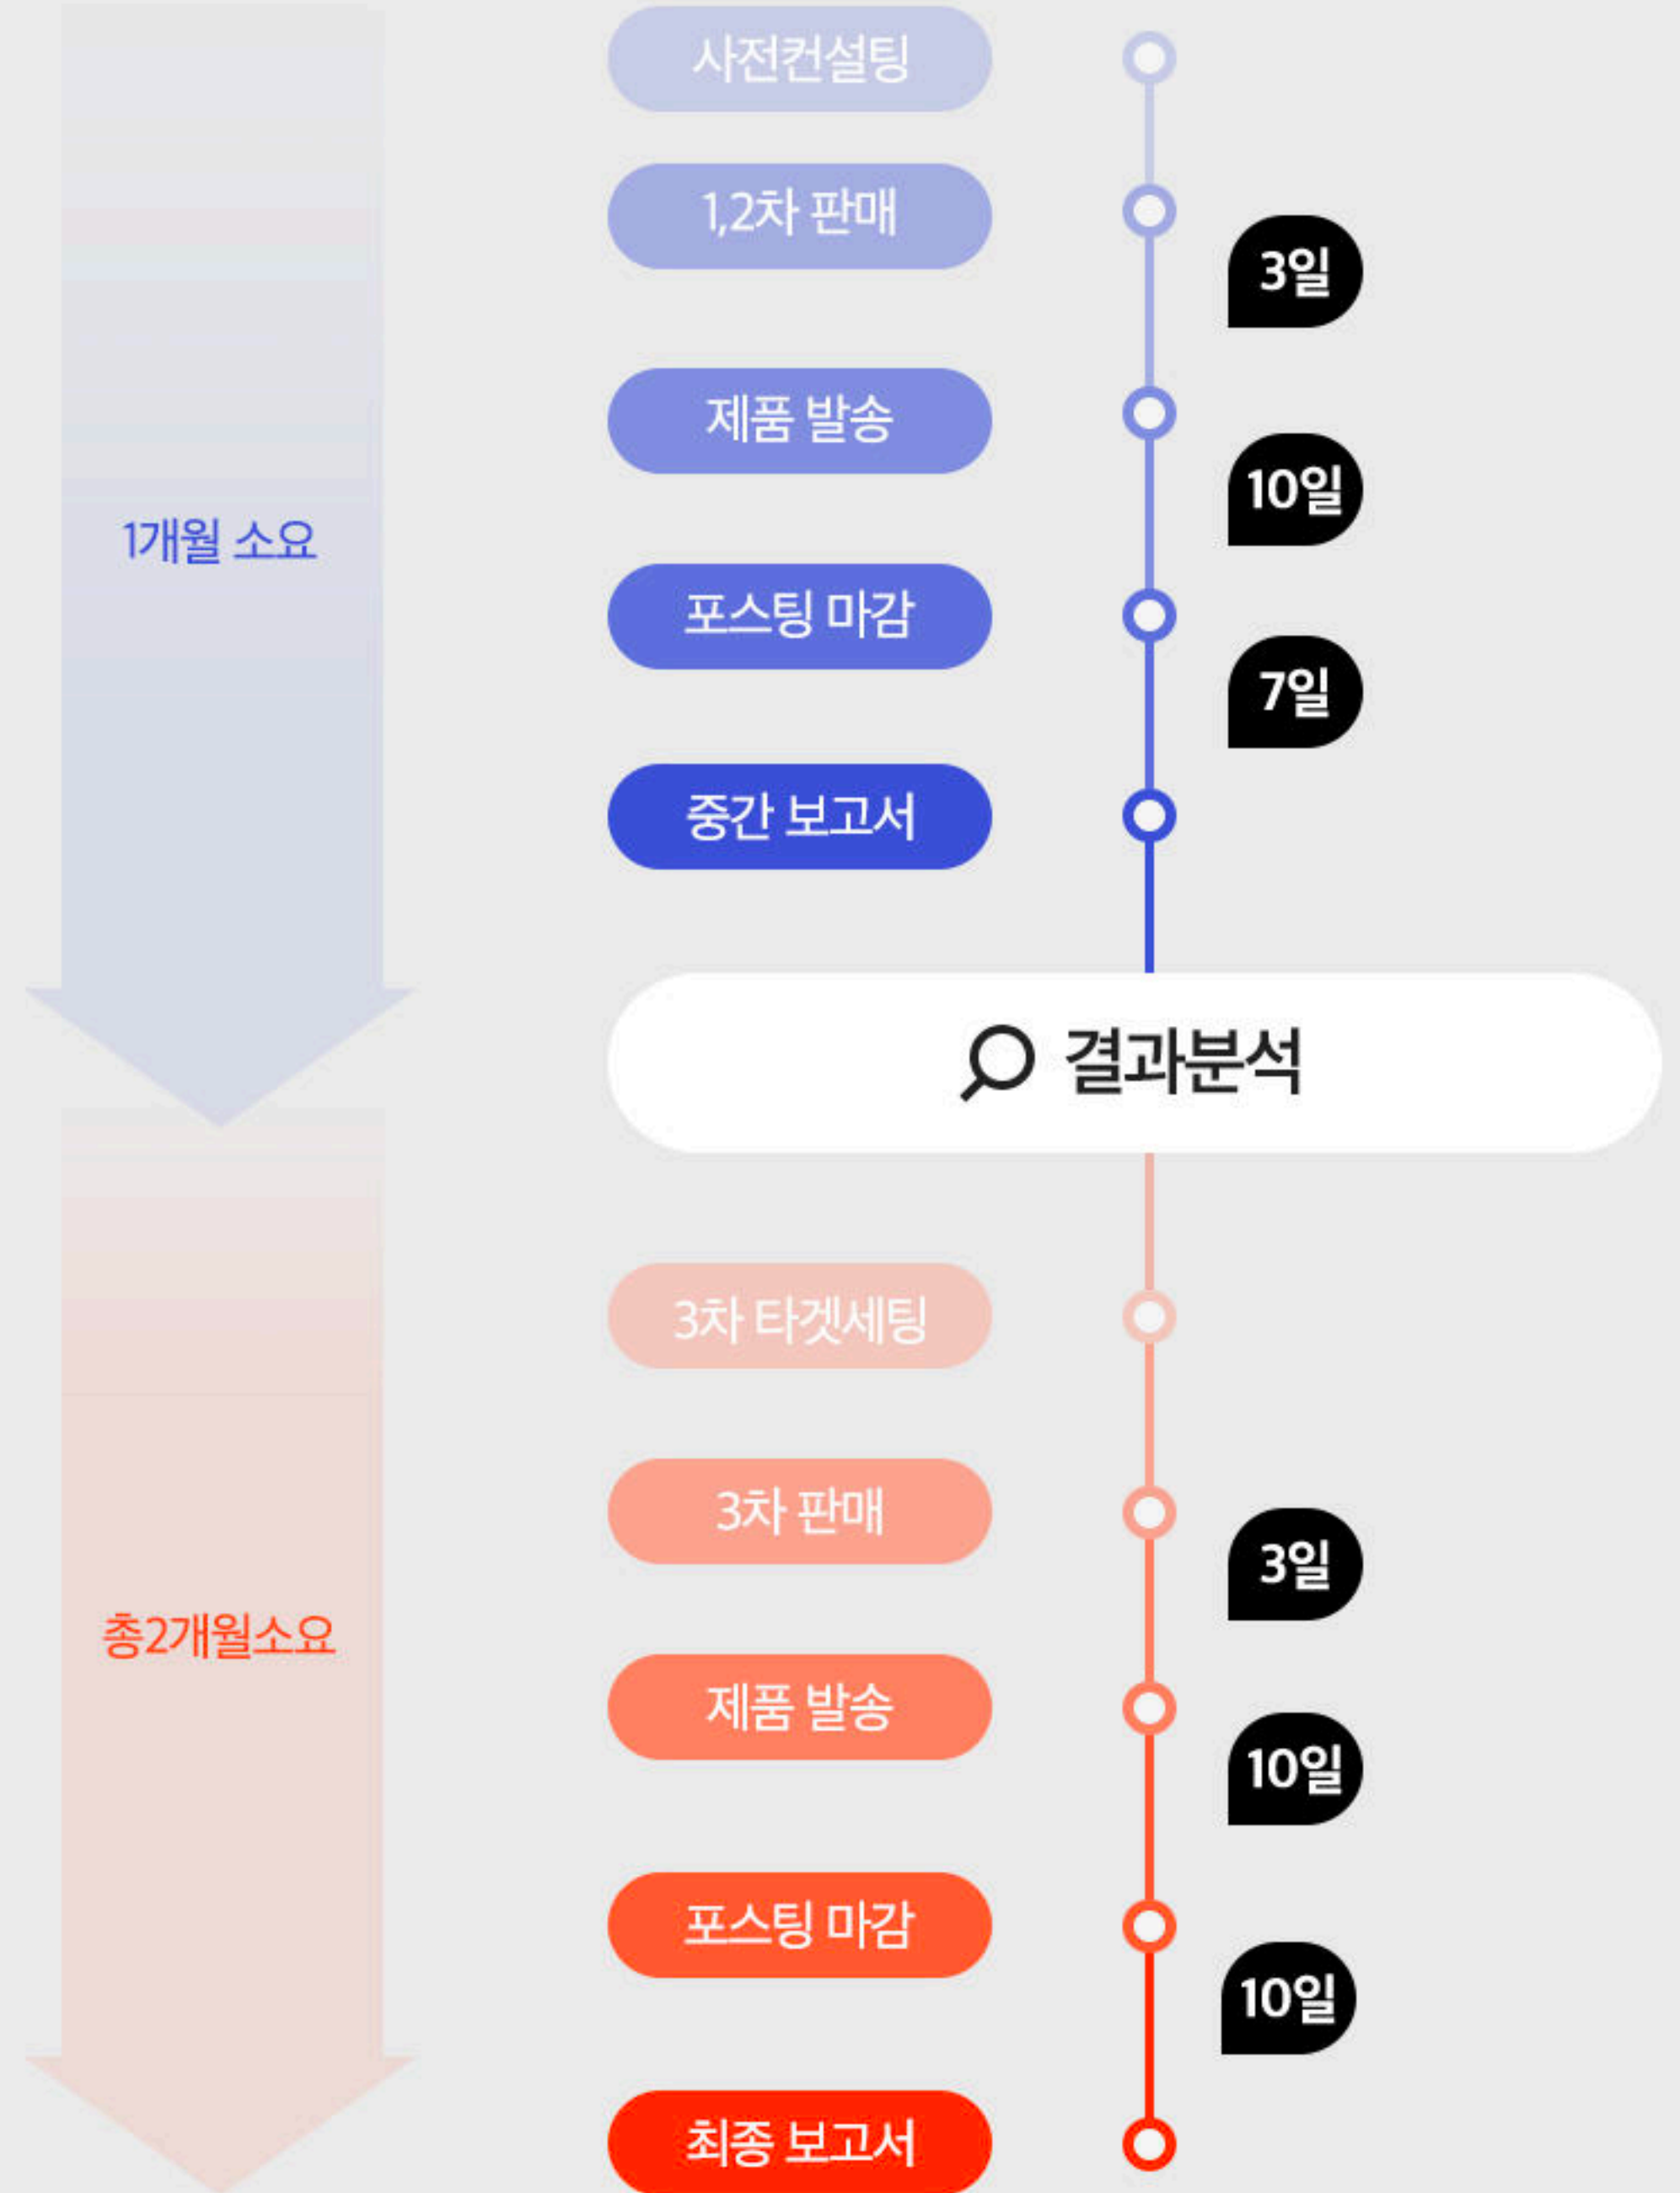 사전컨설팅
1,2차 판매
3일
제품 발송
10일
1개월 소요
포스팅 마감
7일
중간 보고서
결과분석
3차 타겟세팅
3차 판매
3일
총2개월소요
제품 발송
10일
포스팅 마감
10일
최종 보고서